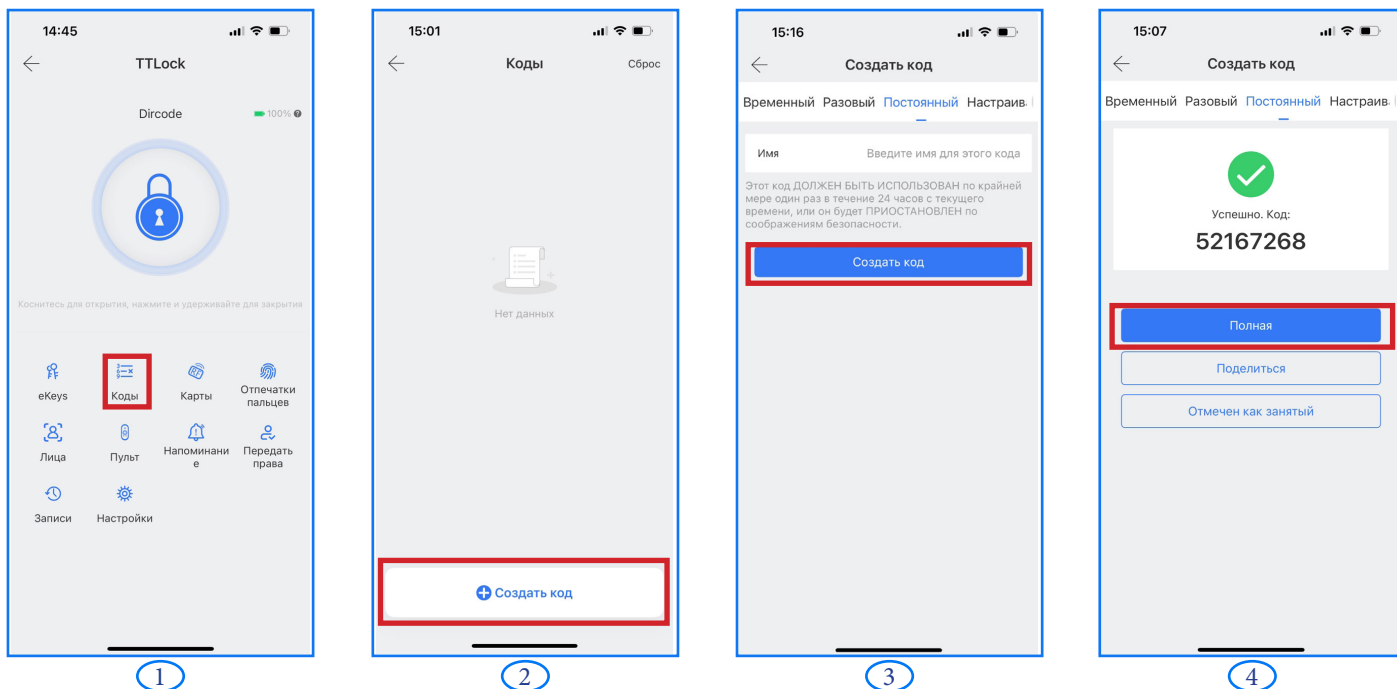 14:45
TTLock
Dircode
100%
Коснитесь для открытия, нажмите и удерживайте для закрытия
eKeys
Коды
Карты
Отпечатки
пальцев
Лица
Пульт
Напоминани
е
Передать
права
Записи
Настройки
1
15:01
Коды
Сброс
Нет данных
Создать код
2
15:16
Создать код
Временный Разовый Постоянный Настраив
Имя
Введите имя для этого кода
Этот код ДОЛЖЕН БЫТЬ ИСПОЛЬЗОВАН по крайней
мере один раз в течение 24 часов с текущего
времени, или он будет ПРИОСТАНОВЛЕН по
соображениям безопасности.
Создать код
3
15:07
Создать код
Временный Разовый Постоянный Настраив
Успешно. Код:
52167268
Полная
Поделиться
Отмечен как занятый
4